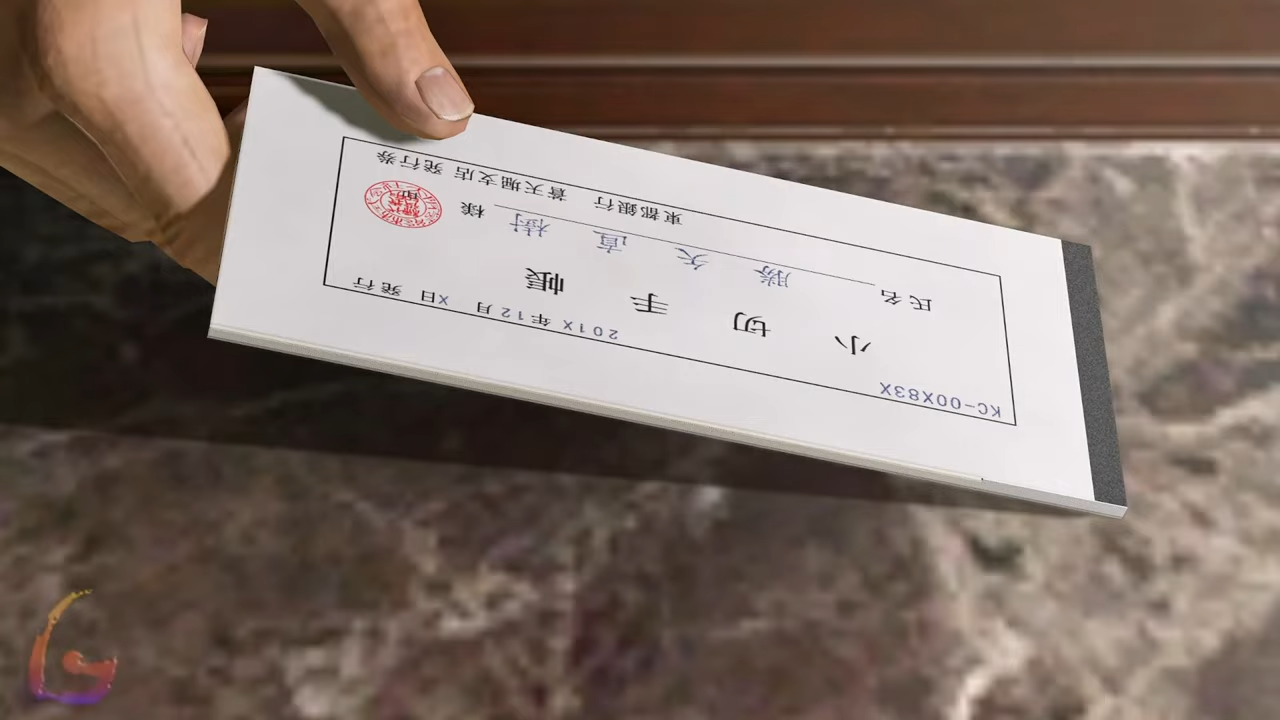 KC-00X83X
201X年12月 X日 発行
小切手帳
氏名 勝矢直樹 様
東都銀行 蒼天堀支店 発行券